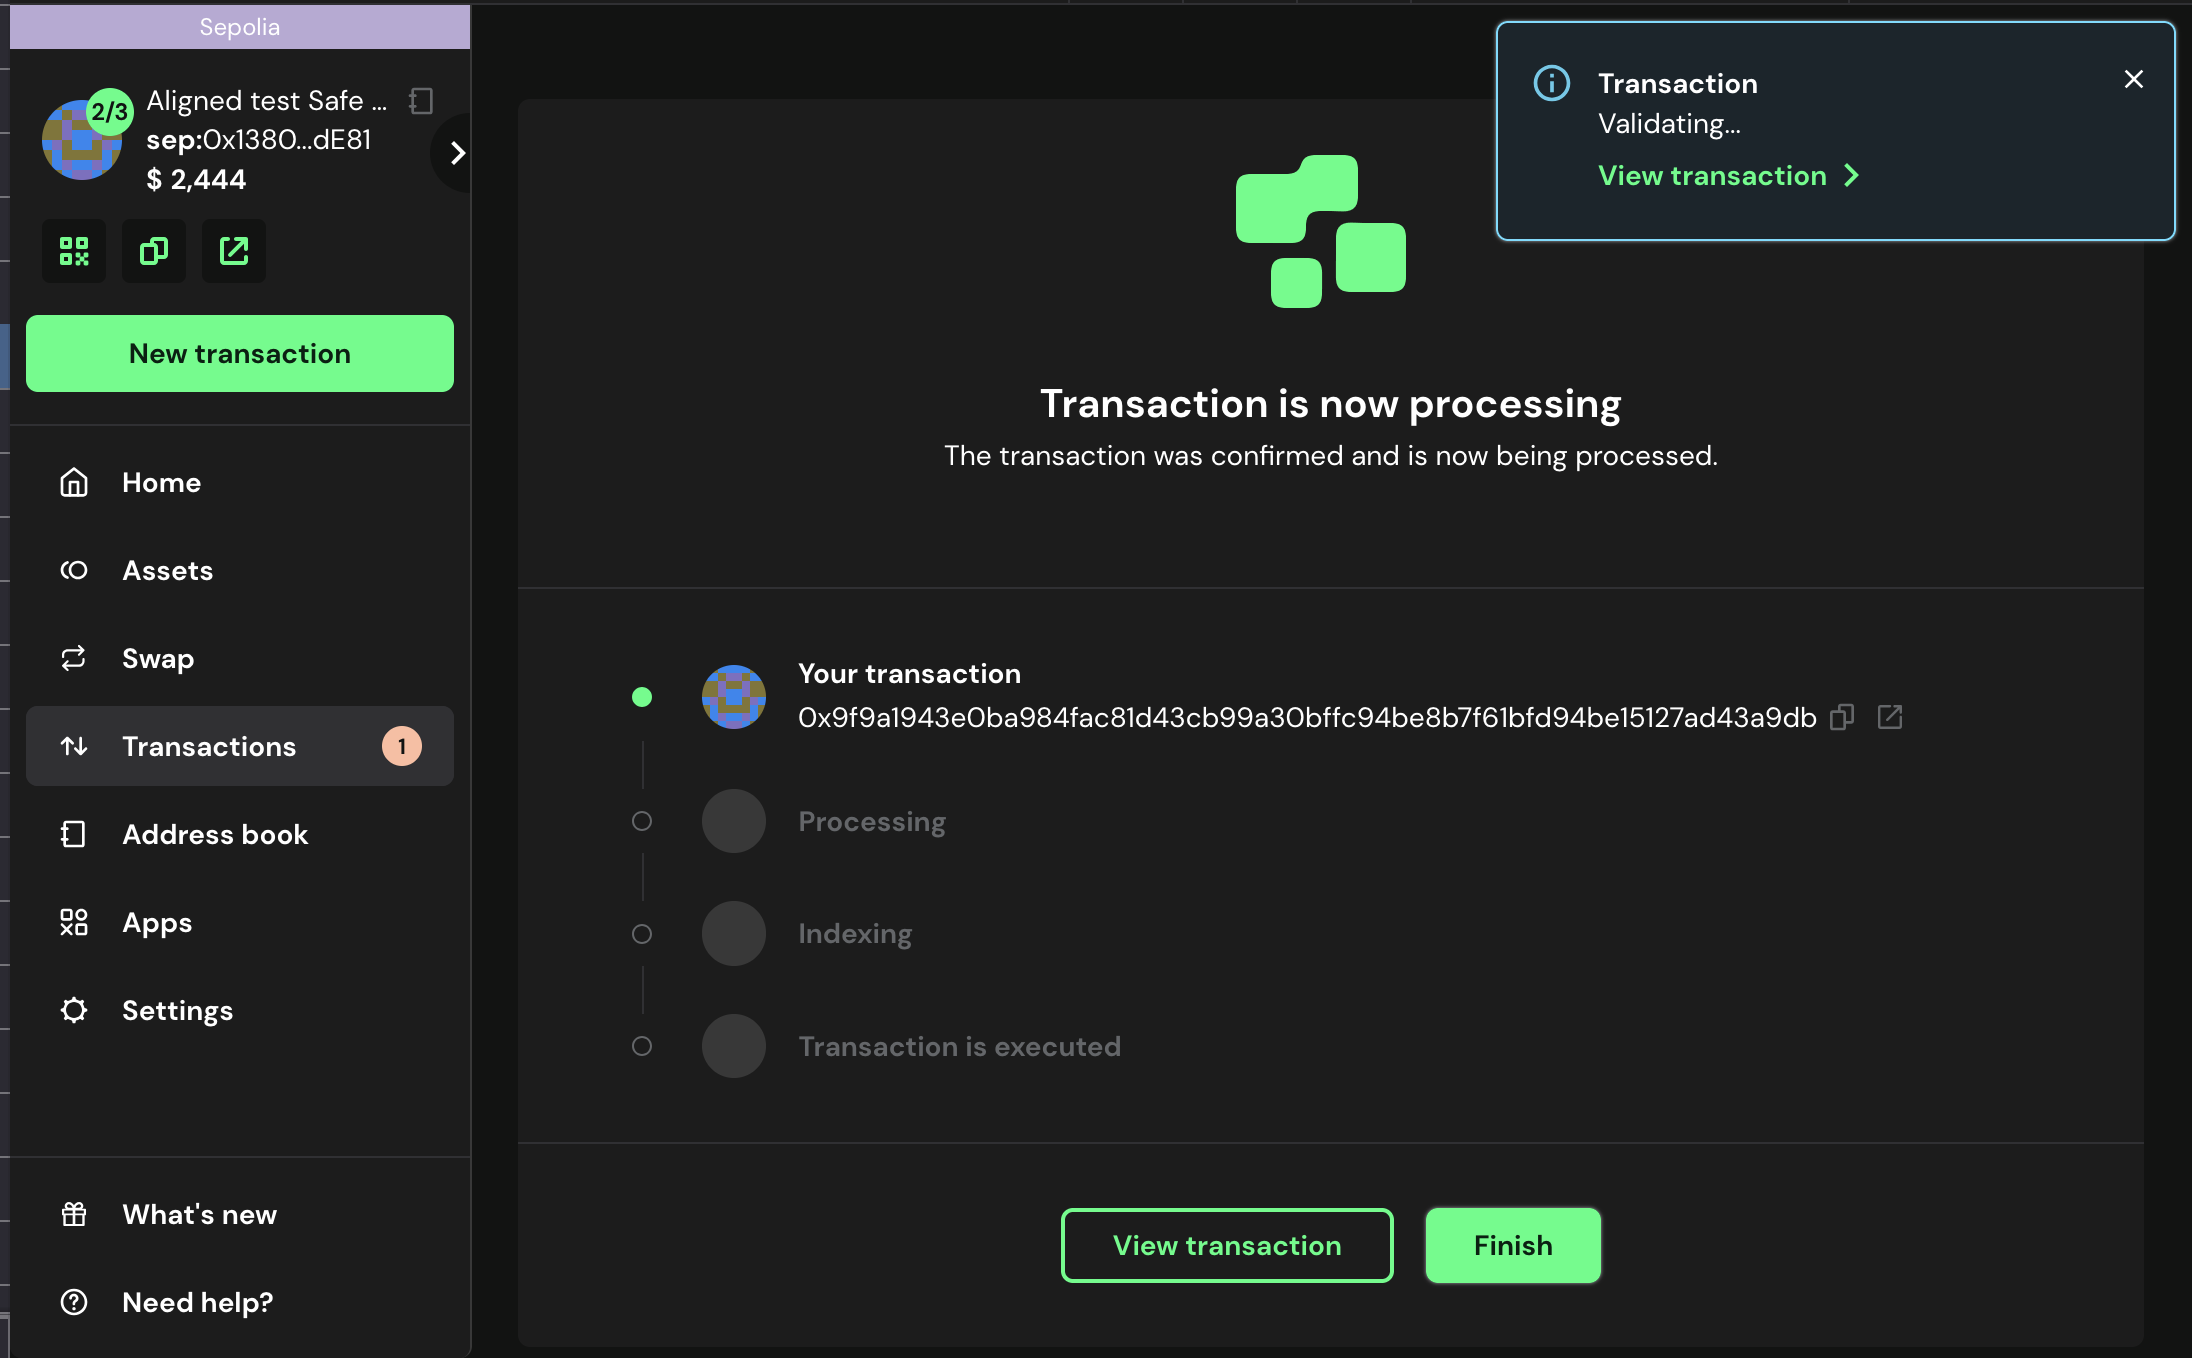 Sepolia
2/3
Aligned test Safe ...
sep:0x1380...dE81
$ 2,444
New transaction
Home
Assets
Swap
Transactions
1
Address book
Apps
Settings
What's new
Need help?
Transaction
Validating...
View transaction
Transaction is now processing
The transaction was confirmed and is now being processed.
Your transaction
0x9f9a1943e0ba984fac81d43cb99a30bffc94be8b7f61bfd94be15127ad43a9db
Processing
Indexing
Transaction is executed
View transaction
Finish